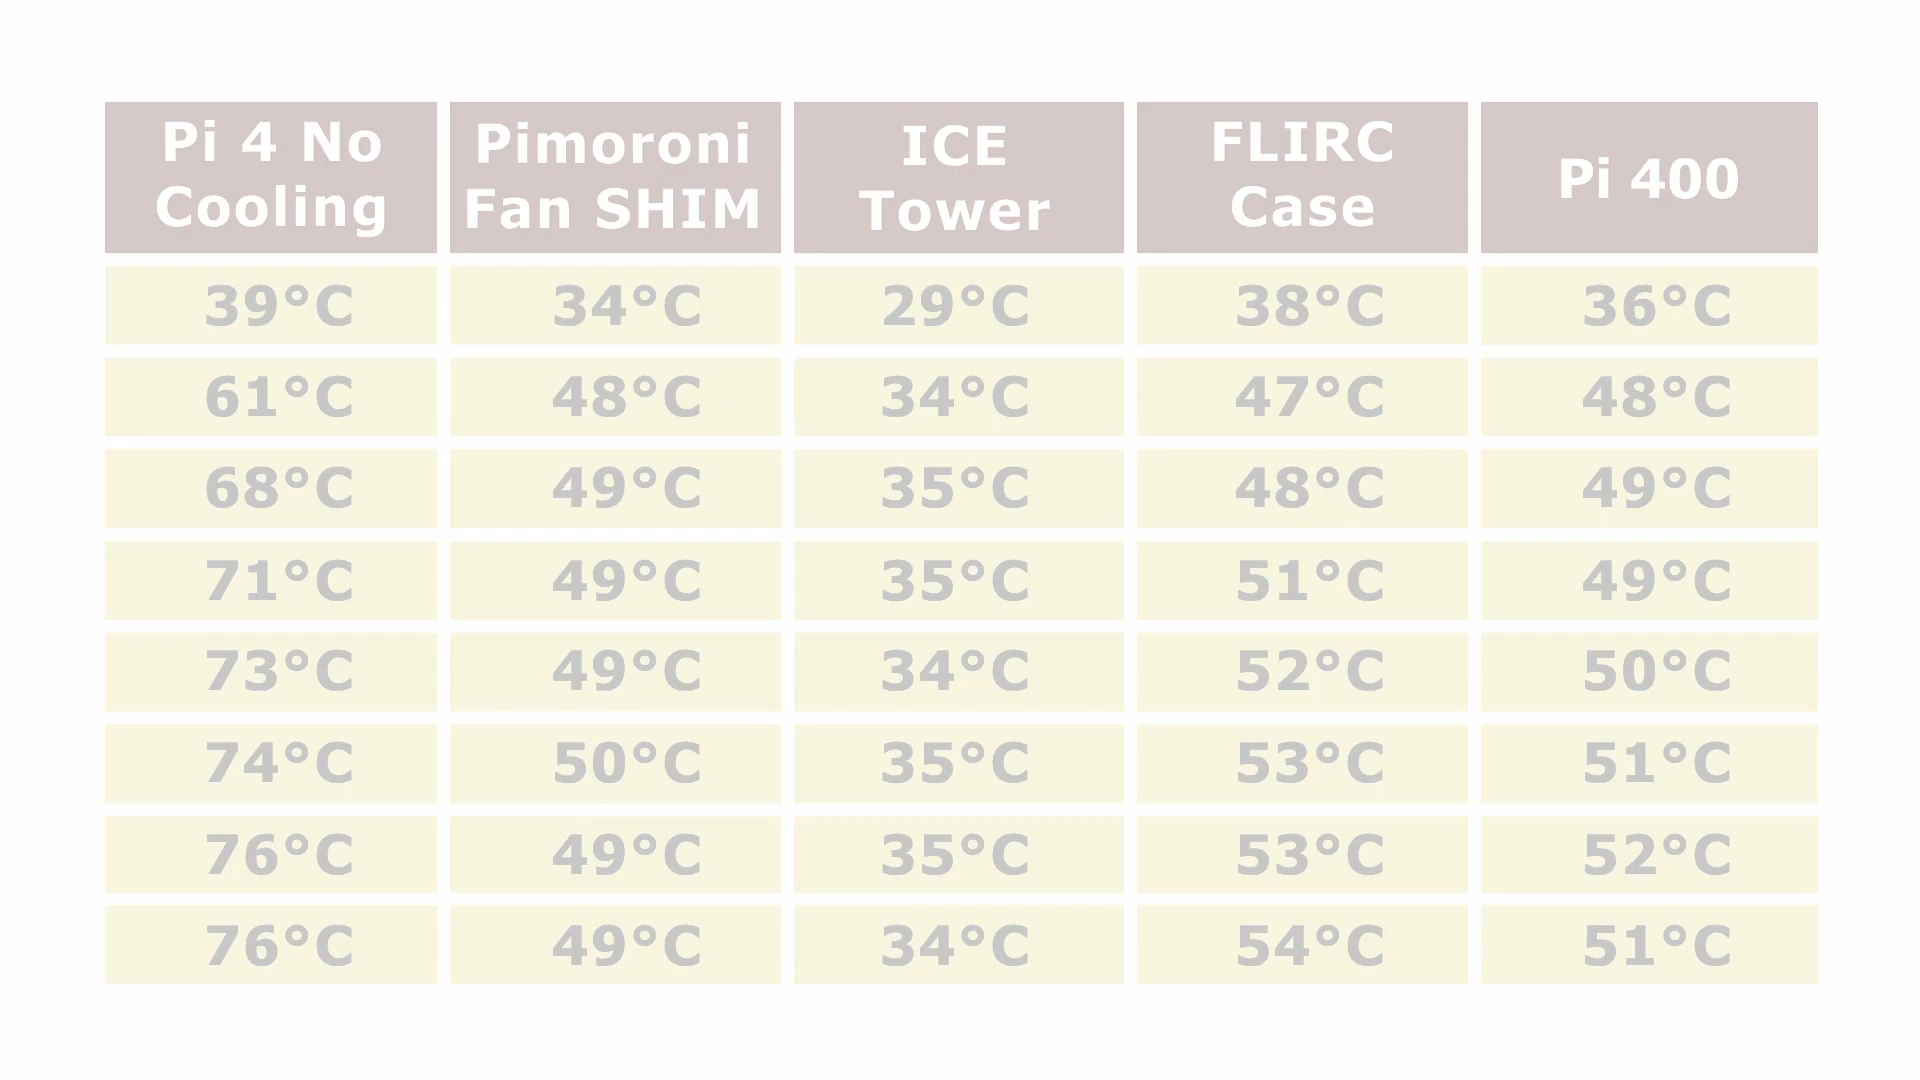 Pi 4 No
Cooling
Pimoroni
Fan SHIM
ICE
Tower
FLIRC
Case
Pi 400
39°C 34°C 29°C 38°C 36°C
61°C 48°C 34°C 47°C 48°C
68°C 49°C 35°C 48°C 49°C
71°C 49°C 35°C 51°C 49°C
73°C 49°C 34°C 52°C 50°C
74°C 50°C 35°C 53°C 51°C
76°C 49°C 35°C 53°C 52°C
76°C 49°C 34°C 54°C 51°C